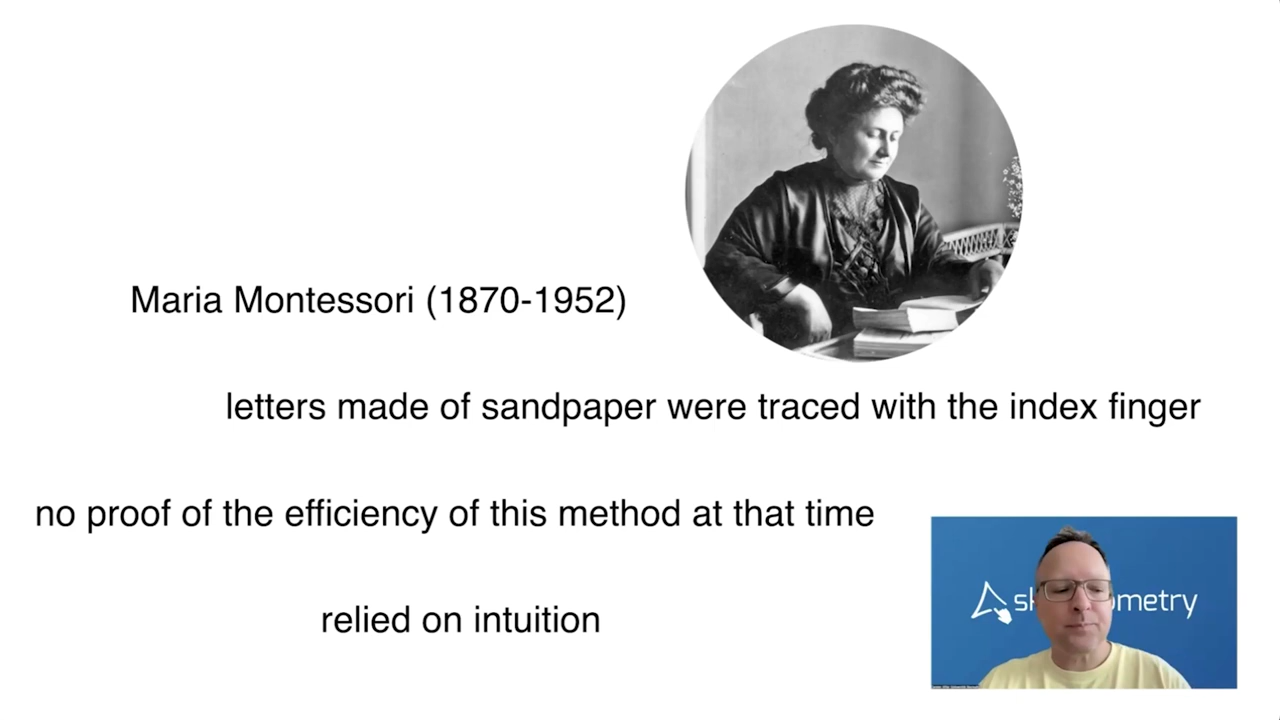 Maria Montessori (1870-1952)
letters made of sandpaper were traced with the index finger
no proof of the efficiency of this method at that time
relied on intuition